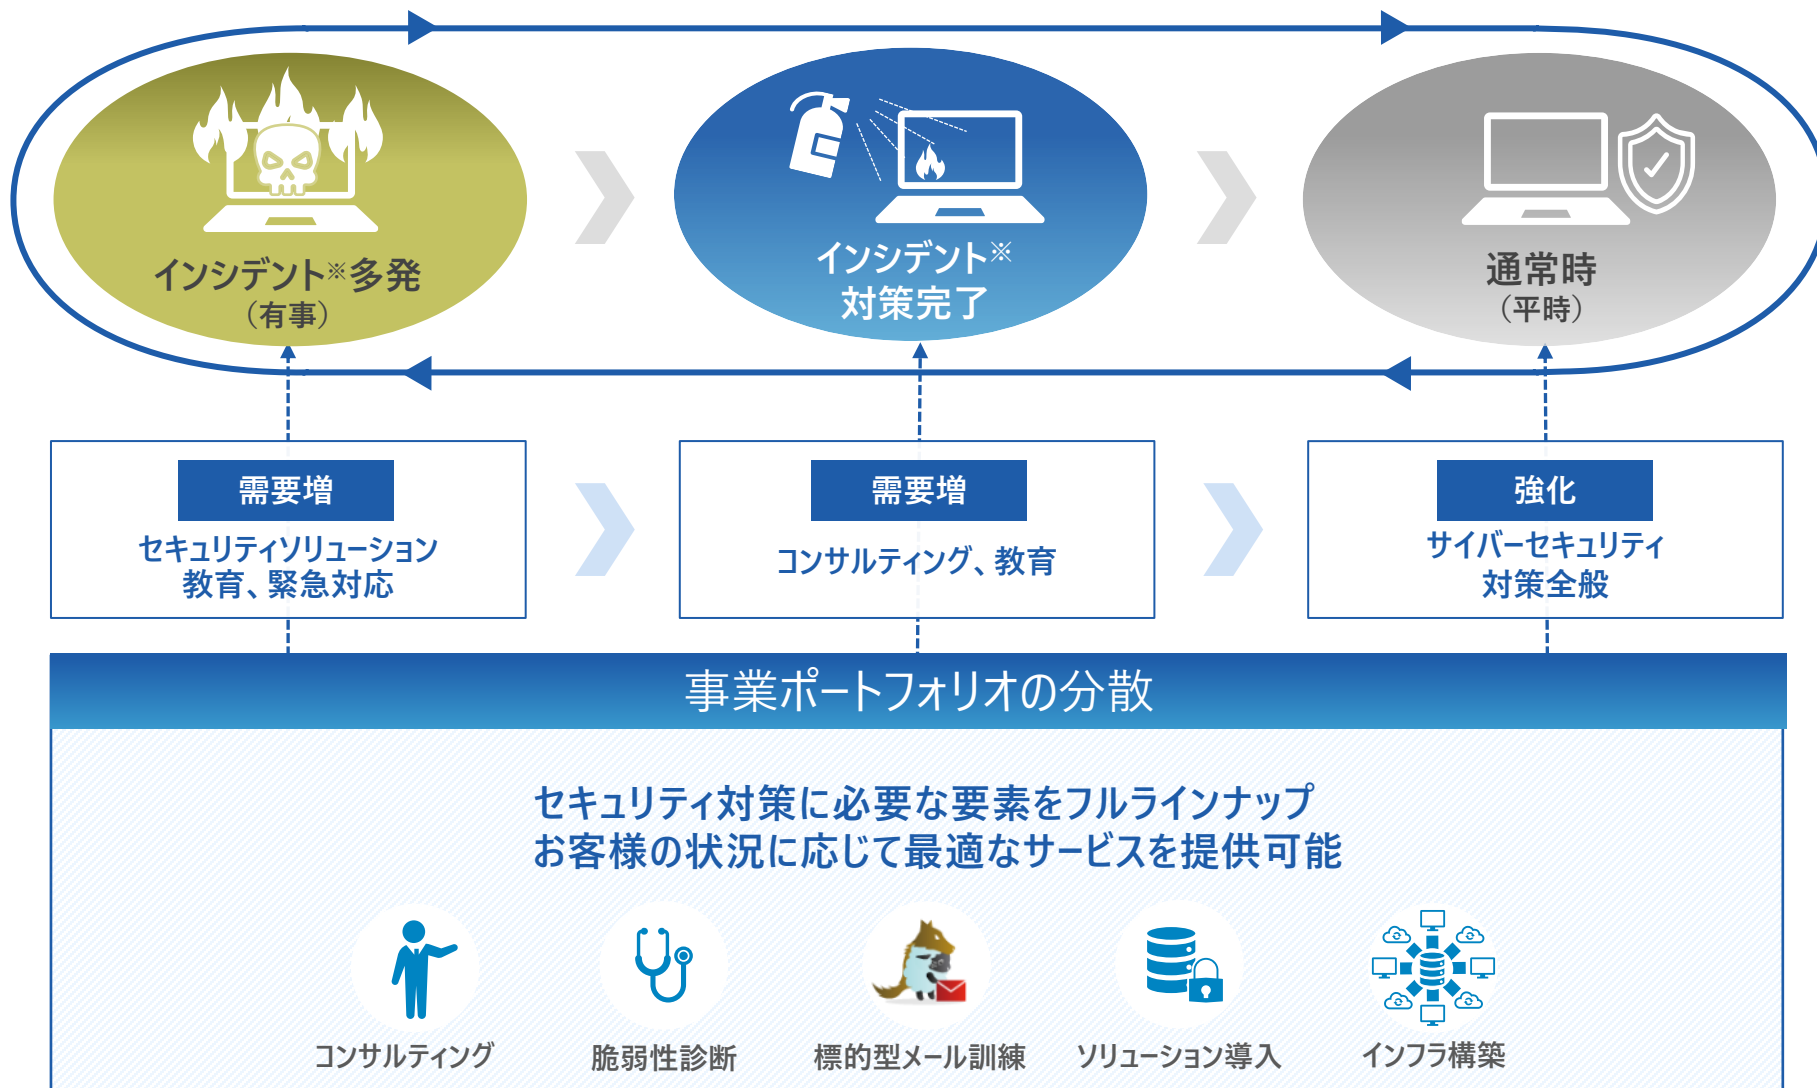 インシデント※多発
（有事）
インシデント※
対策完了
通常時
（平時）
需要増
セキュリティソリューション
教育、緊急対応
需要増
コンサルティング、教育
強化
サイバーセキュリティ
対策全般
事業ポートフォリオの分散
セキュリティ対策に必要な要素をフルラインナップ
お客様の状況に応じて最適なサービスを提供可能
コンサルティング
脆弱性診断
標的型メール訓練
ソリューション導入
インフラ構築